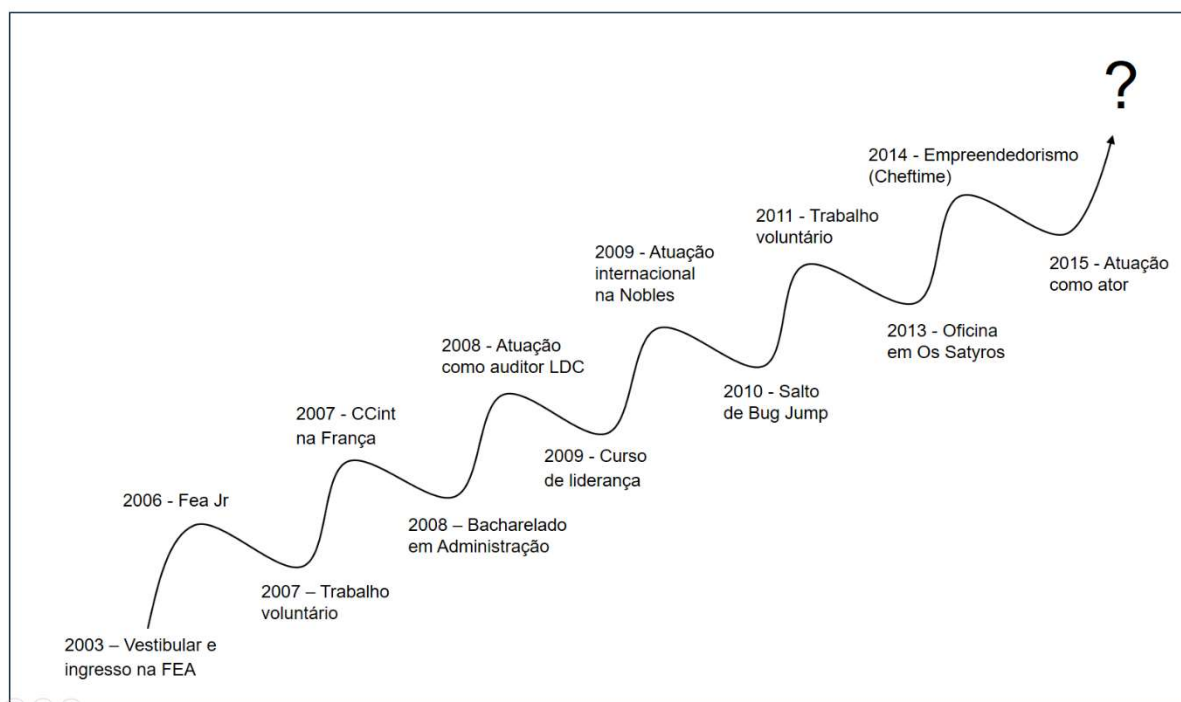 2003 – Vestibular e
ingresso na FEA
2006 - Fea Jr
2007 – Trabalho
voluntário
2007 - CCint
na França
2008 – Bacharelado
em Administração
2008 - Atuação
como auditor LDC
2009 - Curso
de liderança
2009 - Atuação
internacional
na Nobles
2010 - Salto
de Bug Jump
2011 - Trabalho
voluntário
2013 - Oficina
em Os Satyros
2014 - Empreendedorismo
(Cheftime)
2015 - Atuação
como ator
?